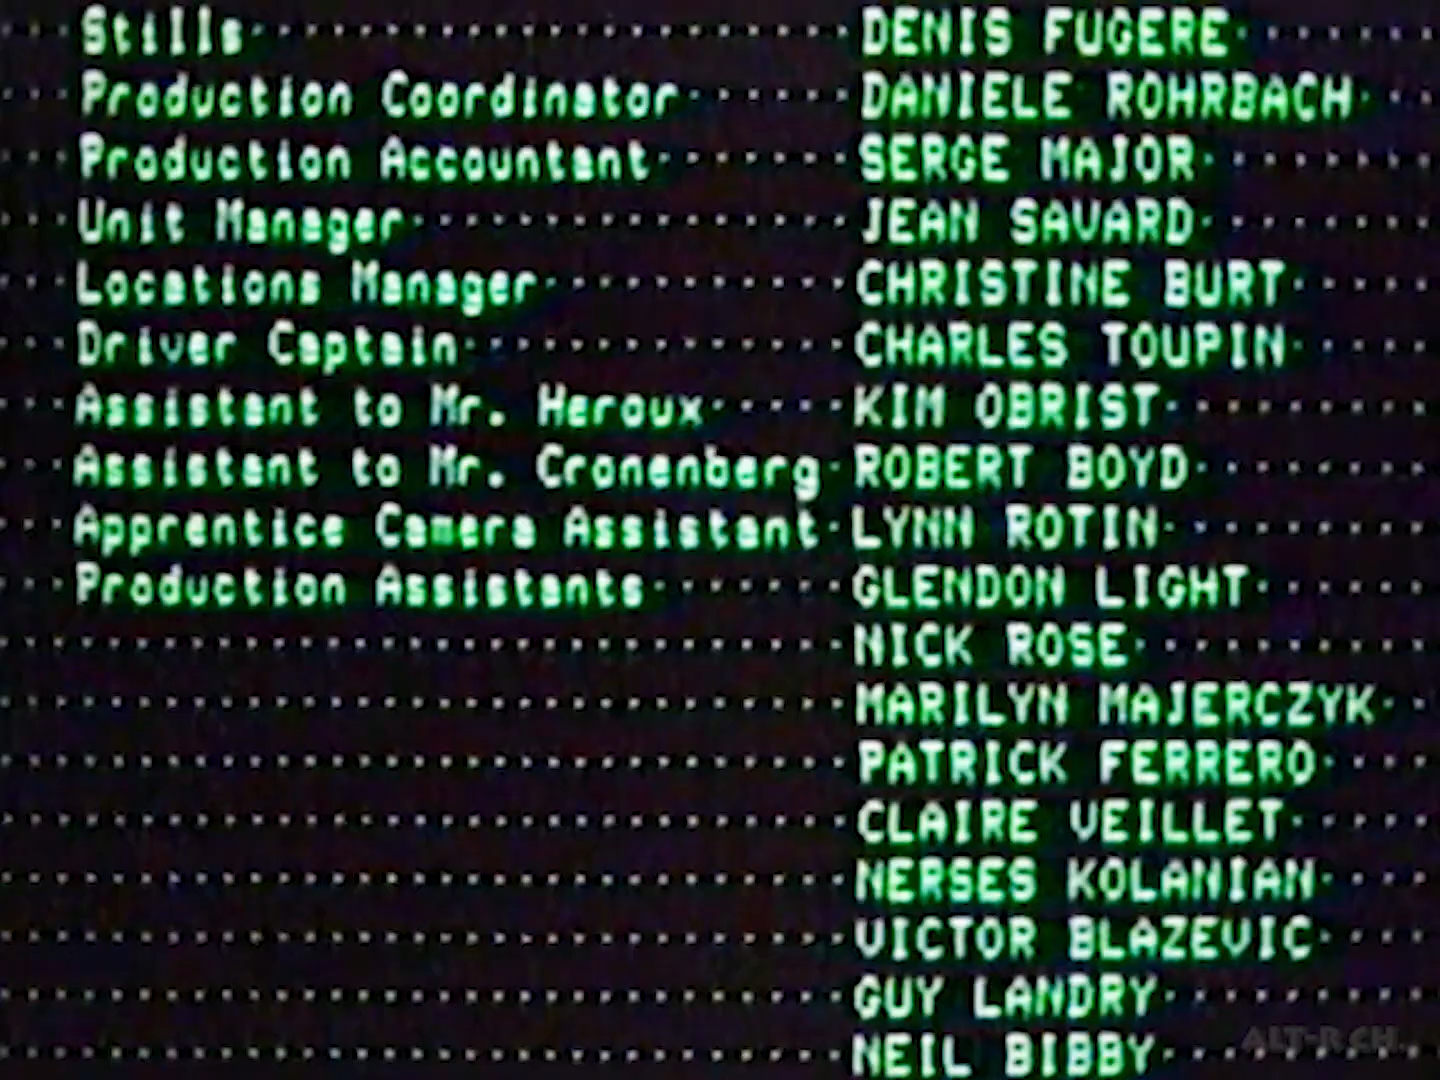 Stills DENIS FUGERE
Production Coordinator DANIELE ROHRBACH
Production Accountant SERGE MAJOR
Unit Manager JEAN SAVARD
Locations Manager CHRISTINE BURT
Driver Captain CHARLES TOUPIN
Assistant to Mr. Heroux KIM OBRIST
Assistant to Mr. Cronenberg ROBERT BOYD
Apprentice Camera Assistant LYNN ROTIN
Production Assistants GLENDON LIGHT
NICK ROSE
MARILYN MAJERCZYK
PATRICK FERRERO
CLAIRE VEILLET
NERSES KOLANIAN
VICTOR BLAZEVIC
GUY LANDRY
NEIL BIBBY
ALT-R CH.